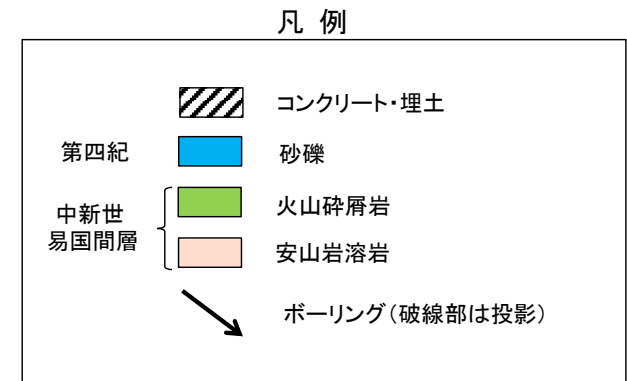 凡 例
コンクリート・埋土
第四紀 砂礫
中新世
易国間層
火山砕屑岩
安山岩溶岩
ボーリング(破線部は投影)